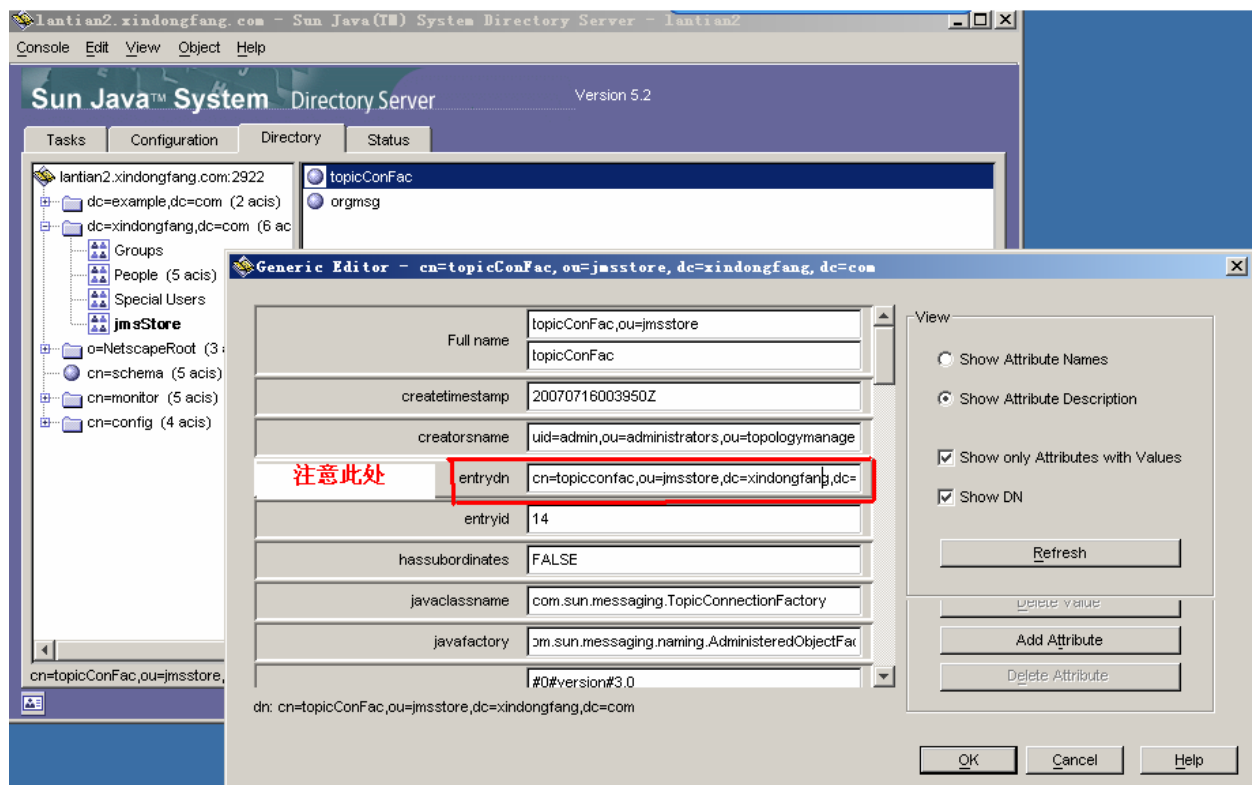 lantian2.xindongfang.com - Sun Java(TM) System Directory Server - lantian2
Console Edit View Object Help
Sun Java™ System Directory Server
Version 5.2
Tasks Configuration Directory Status
lantian2.xindongfang.com:2922
dc=example,dc=com (2 acis)
dc=xindongfang,dc=com (6 ac
Groups
People (5 acis)
Special Users
jmsStore
o=NetscapeRoot (3
cn=schema (5 acis)
cn=monitor (5 acis)
cn=config (4 acis)
cn=topicConFac,ou=jmsstore,
topicConFac
orgmsg
Generic Editor - cn=topicConFac,ou=jmsstore,dc=xindongfang,dc=com
Full name topicConFac,ou=jmsstore
topicConFac
createtimestamp 20070716003950Z
creatorsname uid=admin,ou=administrators,ou=topologymanage
注意此处 entrydn cn=topicconfac,ou=jmsstore,dc=xindongfang,dc=
entryid 14
hassubordinates FALSE
javaclassname com.sun.messaging.TopicConnectionFactory
javafactory om.sun.messaging.naming.AdministeredObjectFac
#0#version#3.0
dn: cn=topicConFac,ou=jmsstore,dc=xindongfang,dc=com
View
Show Attribute Names
Show Attribute Description
Show only Attributes with Values
Show DN
Refresh
Delete Value
Add Attribute
Delete Attribute
OK Cancel Help